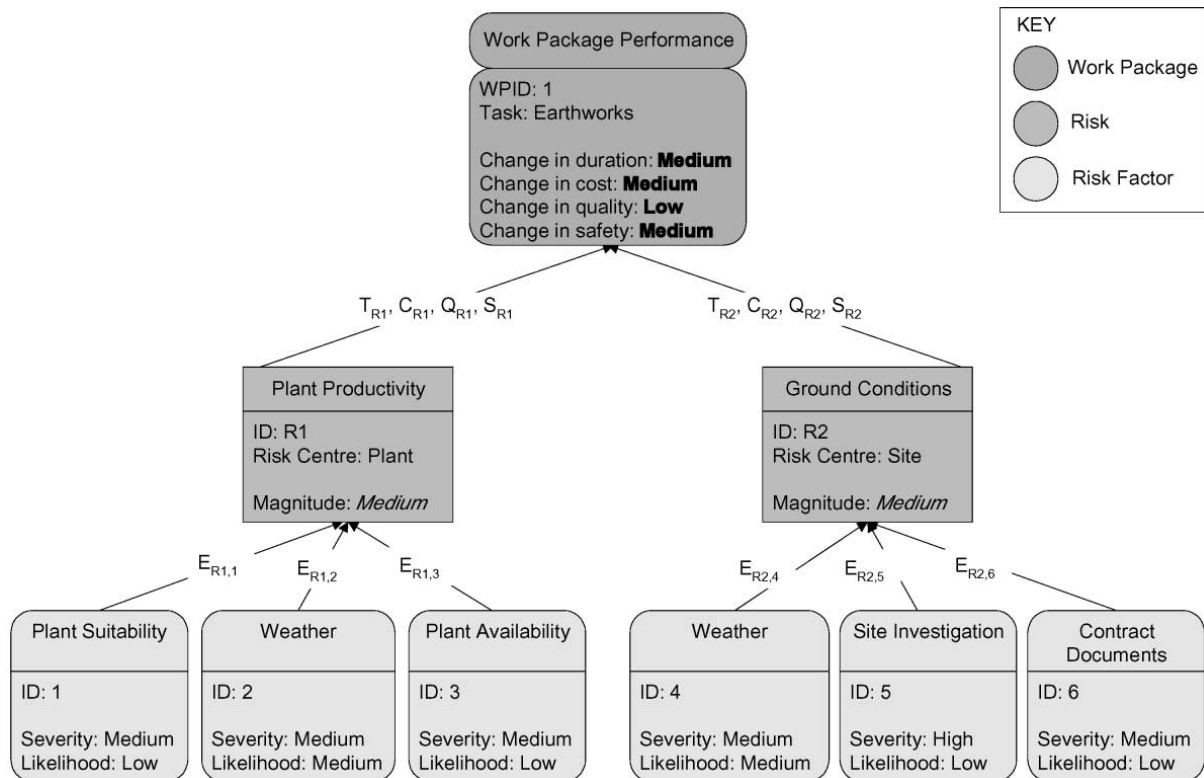 Work Package Performance
WPID: 1
Task: Earthworks
Change in duration: Medium
Change in cost: Medium
Change in quality: Low
Change in safety: Medium
KEY
Work Package
Risk
Risk Factor
T_R1, C_R1, Q_R1, S_R1
T_R2, C_R2, Q_R2, S_R2
Plant Productivity
ID: R1
Risk Centre: Plant
Magnitude: Medium
Ground Conditions
ID: R2
Risk Centre: Site
Magnitude: Medium
E_R1,1
E_R1,2
E_R1,3
E_R2,4
E_R2,5
E_R2,6
Plant Suitability
ID: 1
Severity: Medium
Likelihood: Low
Weather
ID: 2
Severity: Medium
Likelihood: Medium
Plant Availability
ID: 3
Severity: Medium
Likelihood: Low
Weather
ID: 4
Severity: Medium
Likelihood: Medium
Site Investigation
ID: 5
Severity: High
Likelihood: Low
Contract
Documents
ID: 6
Severity: Medium
Likelihood: Low